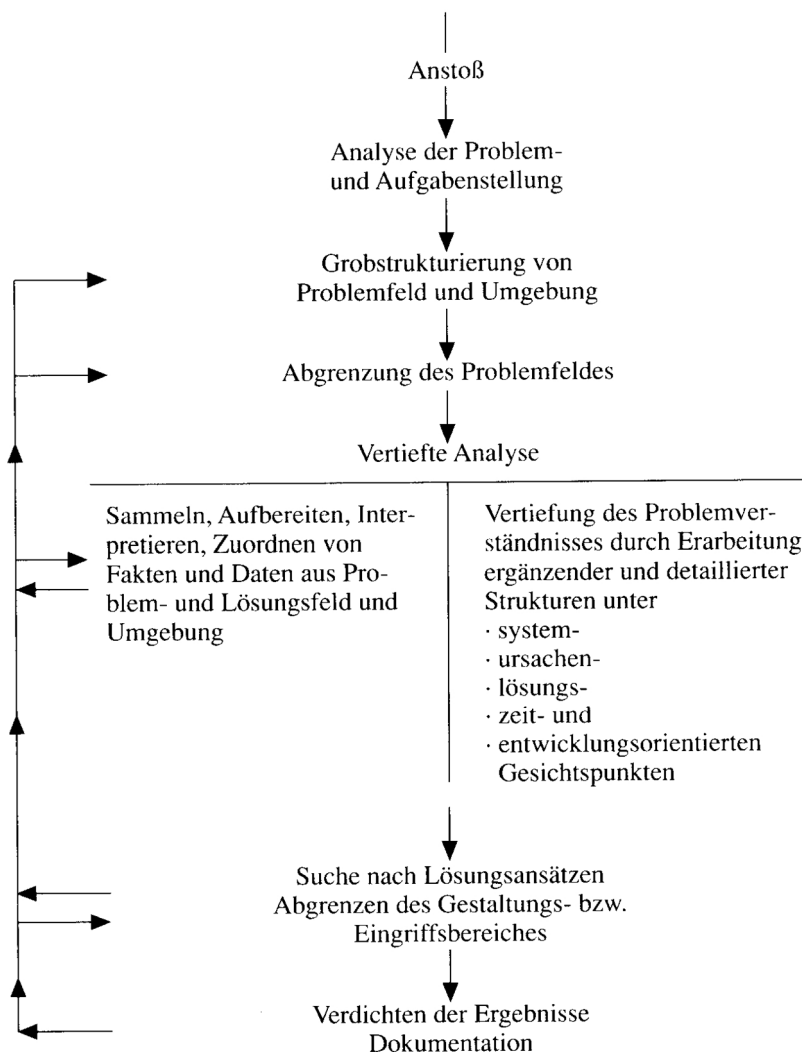 Anstoß
Analyse der Problem-
und Aufgabenstellung
Grobstrukturierung von
Problemfeld und Umgebung
Abgrenzung des Problemfeldes
Vertiefte Analyse
Sammeln, Aufbereiten, Inter-
pretieren, Zuordnen von
Fakten und Daten aus Pro-
blem- und Lösungsfeld und
Umgebung
Vertiefung des Problemver-
ständnisses durch Erarbeitung
ergänzender und detaillierter
Strukturen unter
· system-
· ursachen-
· lösungs-
· zeit- und
· entwicklungsorientierten
Gesichtspunkten
Suche nach Lösungsansätzen
Abgrenzen des Gestaltungs- bzw.
Eingriffsbereiches
Verdichten der Ergebnisse
Dokumentation